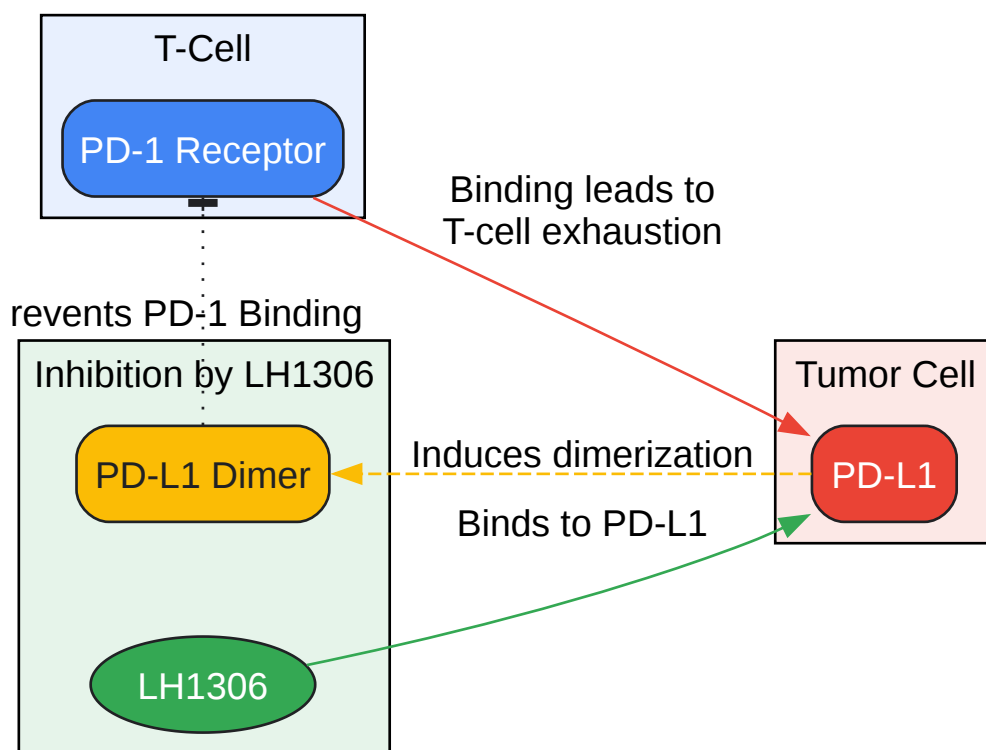 T-Cell
PD-1 Receptor
Binding leads to
T-cell exhaustion
revents PD-1 Binding
Inhibition by LH1306
Tumor Cell
PD-L1 Dimer
Induces dimerization
PD-L1
Binds to PD-L1
LH1306